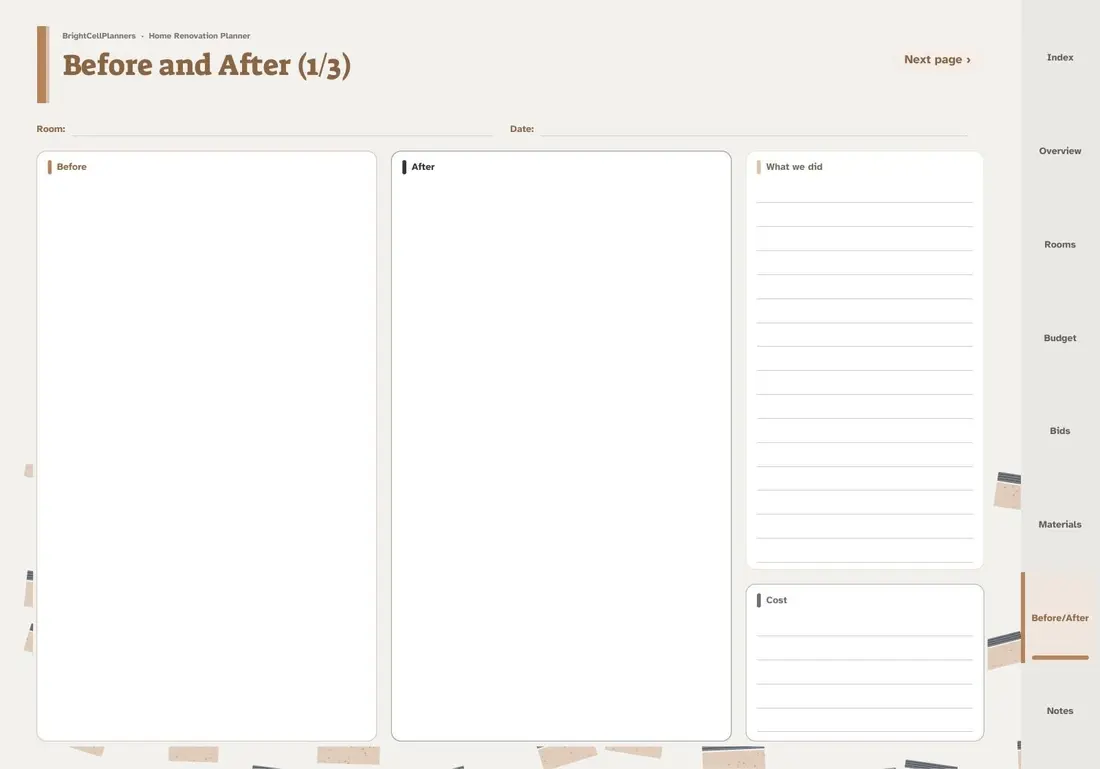 BrightCellPlanners · Home Renovation Planner
Before and After (1/3)
Next page ›
Room:
Date:
Before
After
What we did
Cost
Index
Overview
Rooms
Budget
Bids
Materials
Before/After
Notes